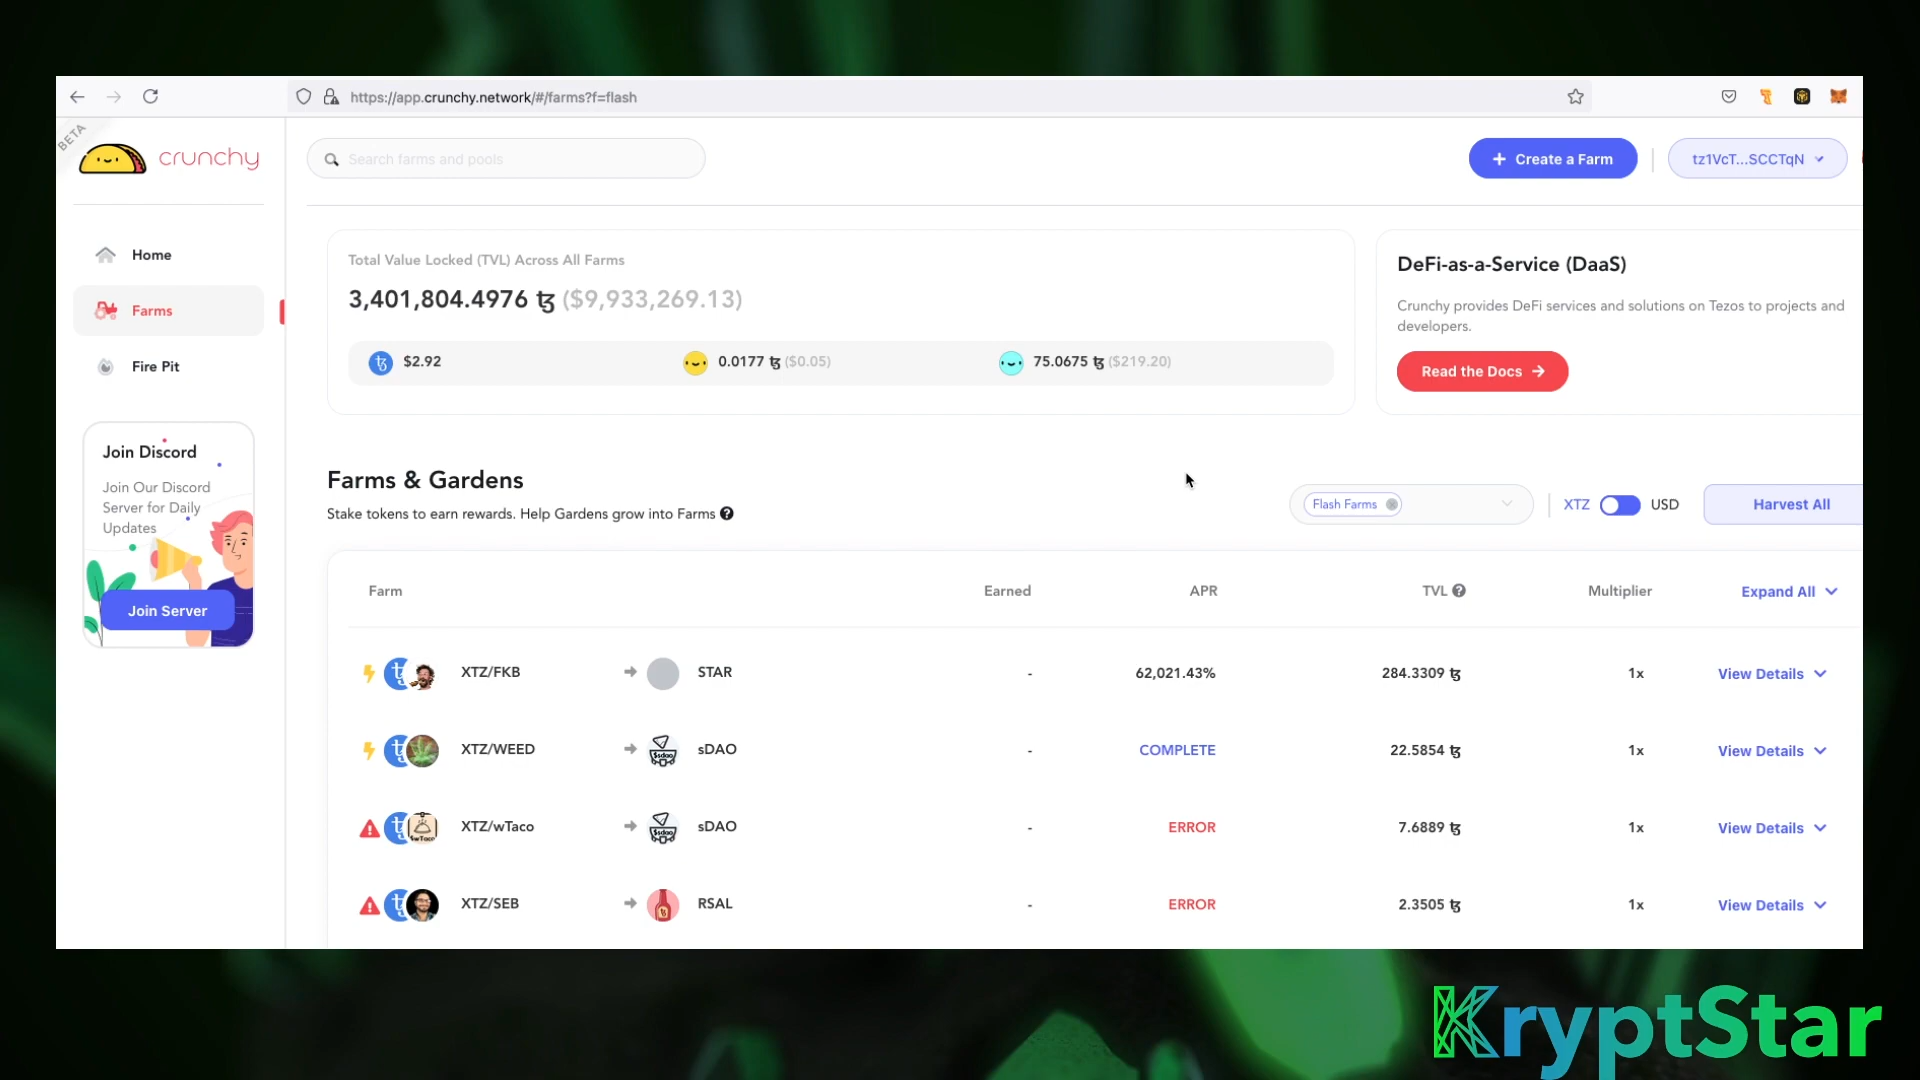 https://app.crunchy.network/#/farms?f=flash
BETA
crunchy
Search farms and pools
+ Create a Farm
tz1VcT...SCCTqN
Home
Farms
Fire Pit
Join Discord
Join Our Discord
Server for Daily
Updates
Join Server
Total Value Locked (TVL) Across All Farms
3,401,804.4976 ꜩ ($9,933,269.13)
$2.92
0.0177 ꜩ ($0.05)
75.0675 ꜩ ($219.20)
DeFi-as-a-Service (DaaS)
Crunchy provides DeFi services and solutions on Tezos to projects and
developers.
Read the Docs →
Farms & Gardens
Stake tokens to earn rewards. Help Gardens grow into Farms ?
Flash Farms
XTZ USD
Harvest All
Farm Earned APR TVL ? Multiplier Expand All
XTZ/FKB → STAR - 62,021.43% 284.3309 ꜩ 1x View Details
XTZ/WEED → sDAO - COMPLETE 22.5854 ꜩ 1x View Details
XTZ/wTaco → sDAO - ERROR 7.6889 ꜩ 1x View Details
XTZ/SEB → RSAL - ERROR 2.3505 ꜩ 1x View Details
KryptStar